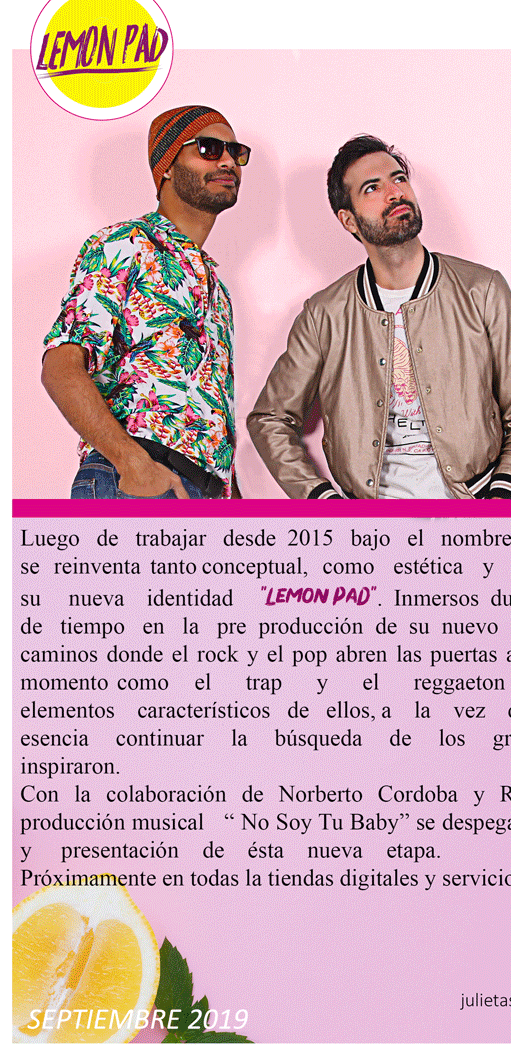 LEMON PAD
ELT
Luego de trabajar desde 2015 bajo el nombre
se reinventa tanto conceptual, como estética y
su nueva identidad "LEMON PAD". Inmersos du
de tiempo en la pre producción de su nuevo
caminos donde el rock y el pop abren las puertas a
momento como el trap y el reggaeton
elementos característicos de ellos, a la vez
esencia continuar la búsqueda de los gr
inspiraron.
Con la colaboración de Norberto Cordoba y R
producción musical “ No Soy Tu Baby” se despega
y presentación de ésta nueva etapa.
Próximamente en todas la tiendas digitales y servicio
julietas
SEPTIEMBRE 2019